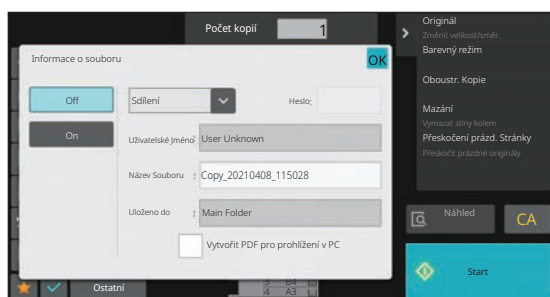 Počet kopií 1
Informace o souboru
OK
Off
On
Sdílení
Heslo:
Uživatelské Jméno: User Unknown
Název Souboru : Copy_20210408_115028
Uloženo do : Main Folder
Vytvořit PDF pro prohlížení v PC
Ostatní
4 A3
Originál
Změnit velikost/směr.
Barevný režim
Oboustr. Kopie
Mazání
Vymazat stíny kolem
Přeskočení prázd. Stránky
Přeskočit prázdné originály
Náhled
CA
Start